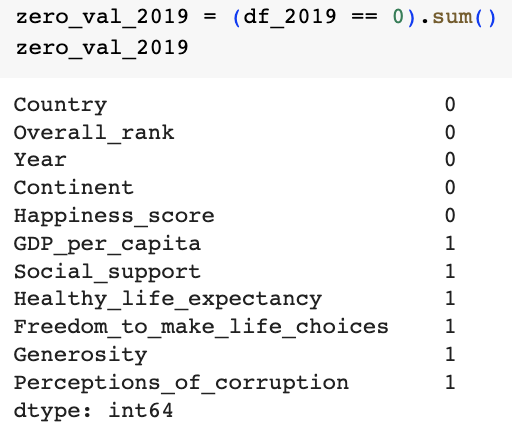 zero_val_2019 = (df_2019 == 0).sum()
zero_val_2019
Country 0
Overall_rank 0
Year 0
Continent 0
Happiness_score 0
GDP_per_capita 1
Social_support 1
Healthy_life_expectancy 1
Freedom_to_make_life_choices 1
Generosity 1
Perceptions_of_corruption 1
dtype: int64